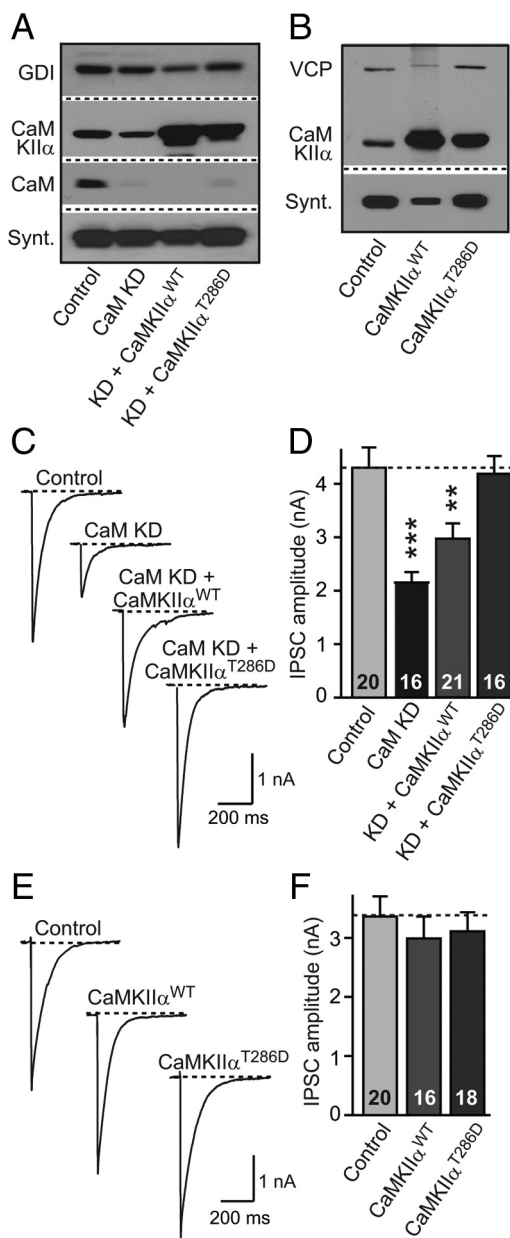 A
GDI
CaM
KIIα
CaM
Synt.
Control
CaM KD
KD + CaMKIIα WT
KD + CaMKIIα T286D
B
VCP
CaM
KIIα
Synt.
Control
CaMKIIα WT
CaMKIIα T286D
C
Control
CaM KD
CaM KD +
CaMKIIα WT
CaM KD +
CaMKIIα T286D
1 nA
200 ms
D
IPSC amplitude (nA)
4
3
2
1
0
***
**
20
16
21
16
Control
CaM KD
KD + CaMKIIα WT
KD + CaMKIIα T286D
E
Control
CaMKIIα WT
CaMKIIα T286D
1 nA
200 ms
F
IPSC amplitude (nA)
3
2
1
0
20
16
18
Control
CaMKIIα WT
CaMKIIα T286D